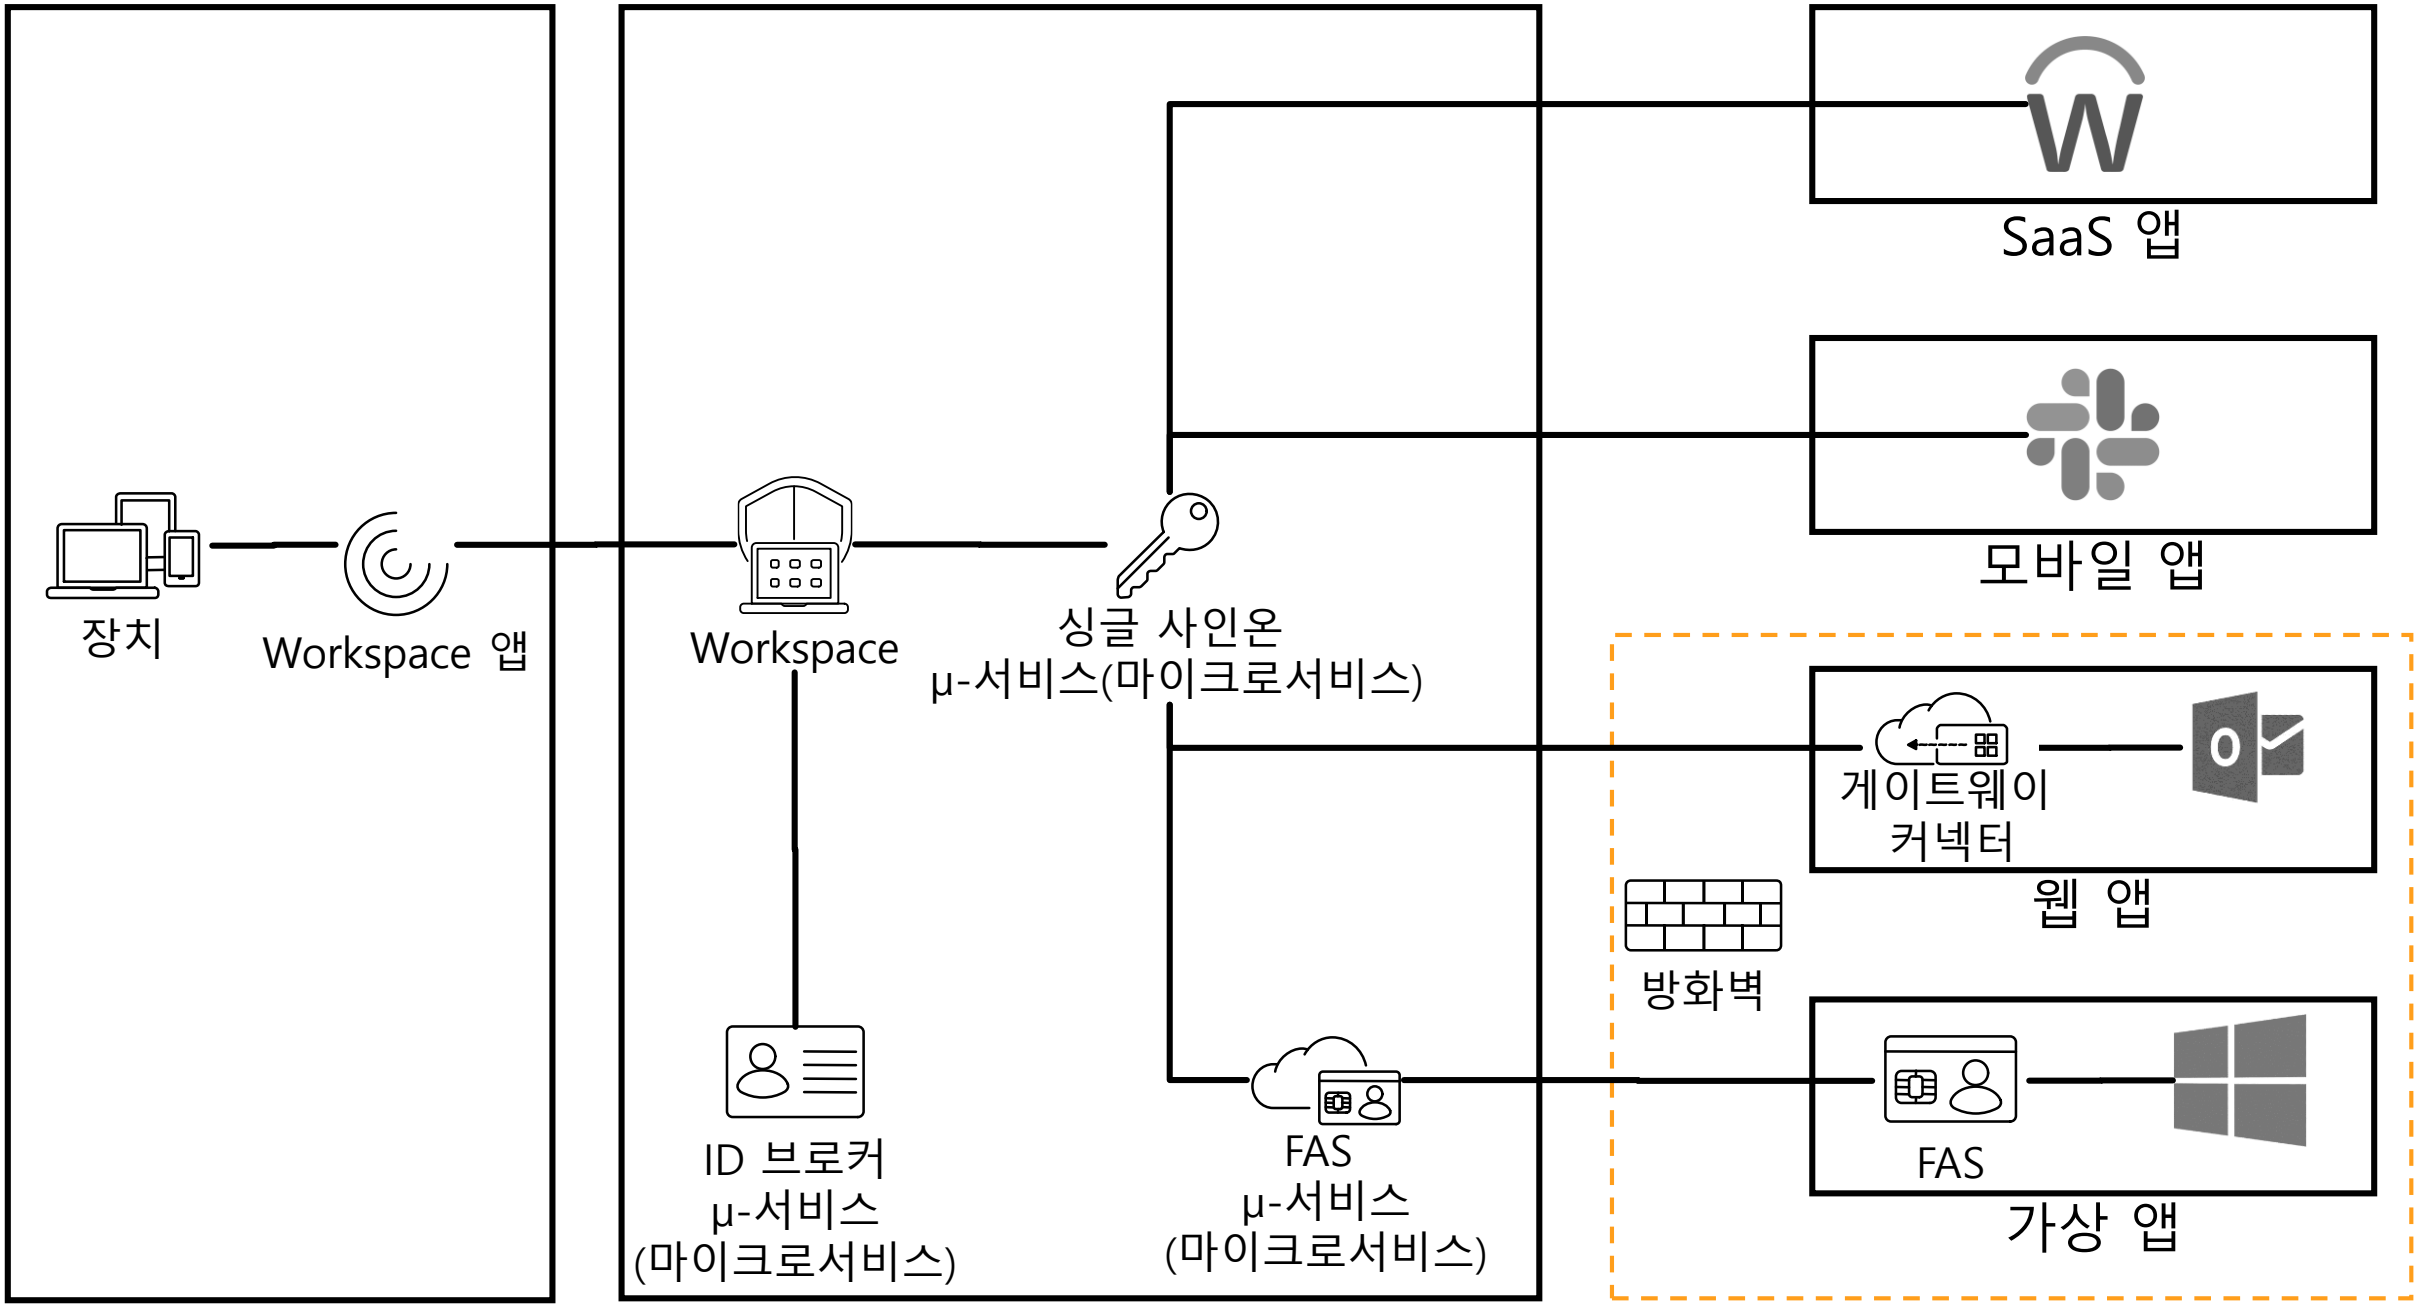 장치
Workspace 앱
Workspace
싱글 사인온
μ-서비스(마이크로서비스)
ID 브로커
μ-서비스
(마이크로서비스)
FAS
μ-서비스
(마이크로서비스)
SaaS 앱
모바일 앱
게이트웨이
커넥터
웹 앱
방화벽
FAS
가상 앱